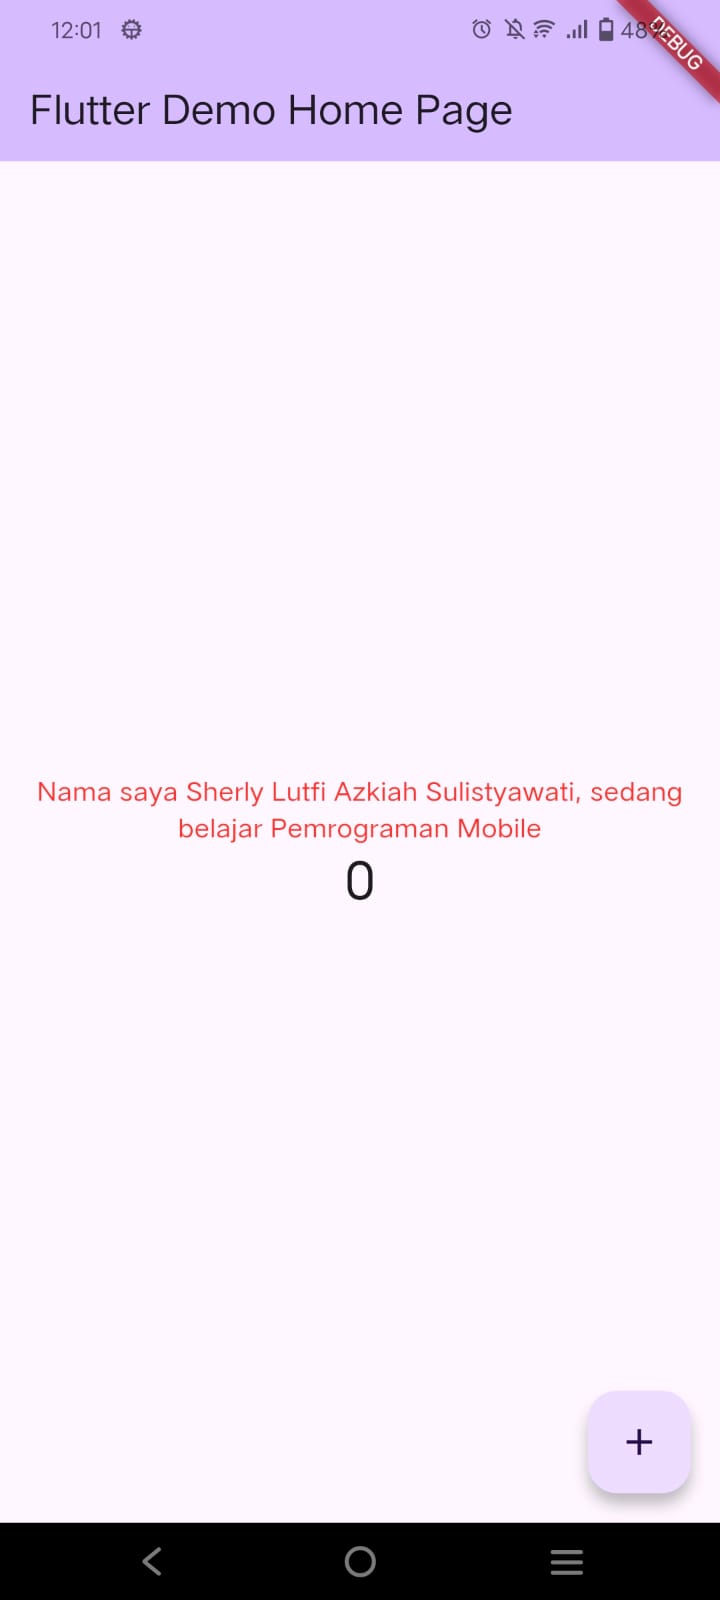 12:01
48%
DEBUG
Flutter Demo Home Page
Nama saya Sherly Lutfi Azkiah Sulistyawati, sedang
belajar Pemrograman Mobile
0
+